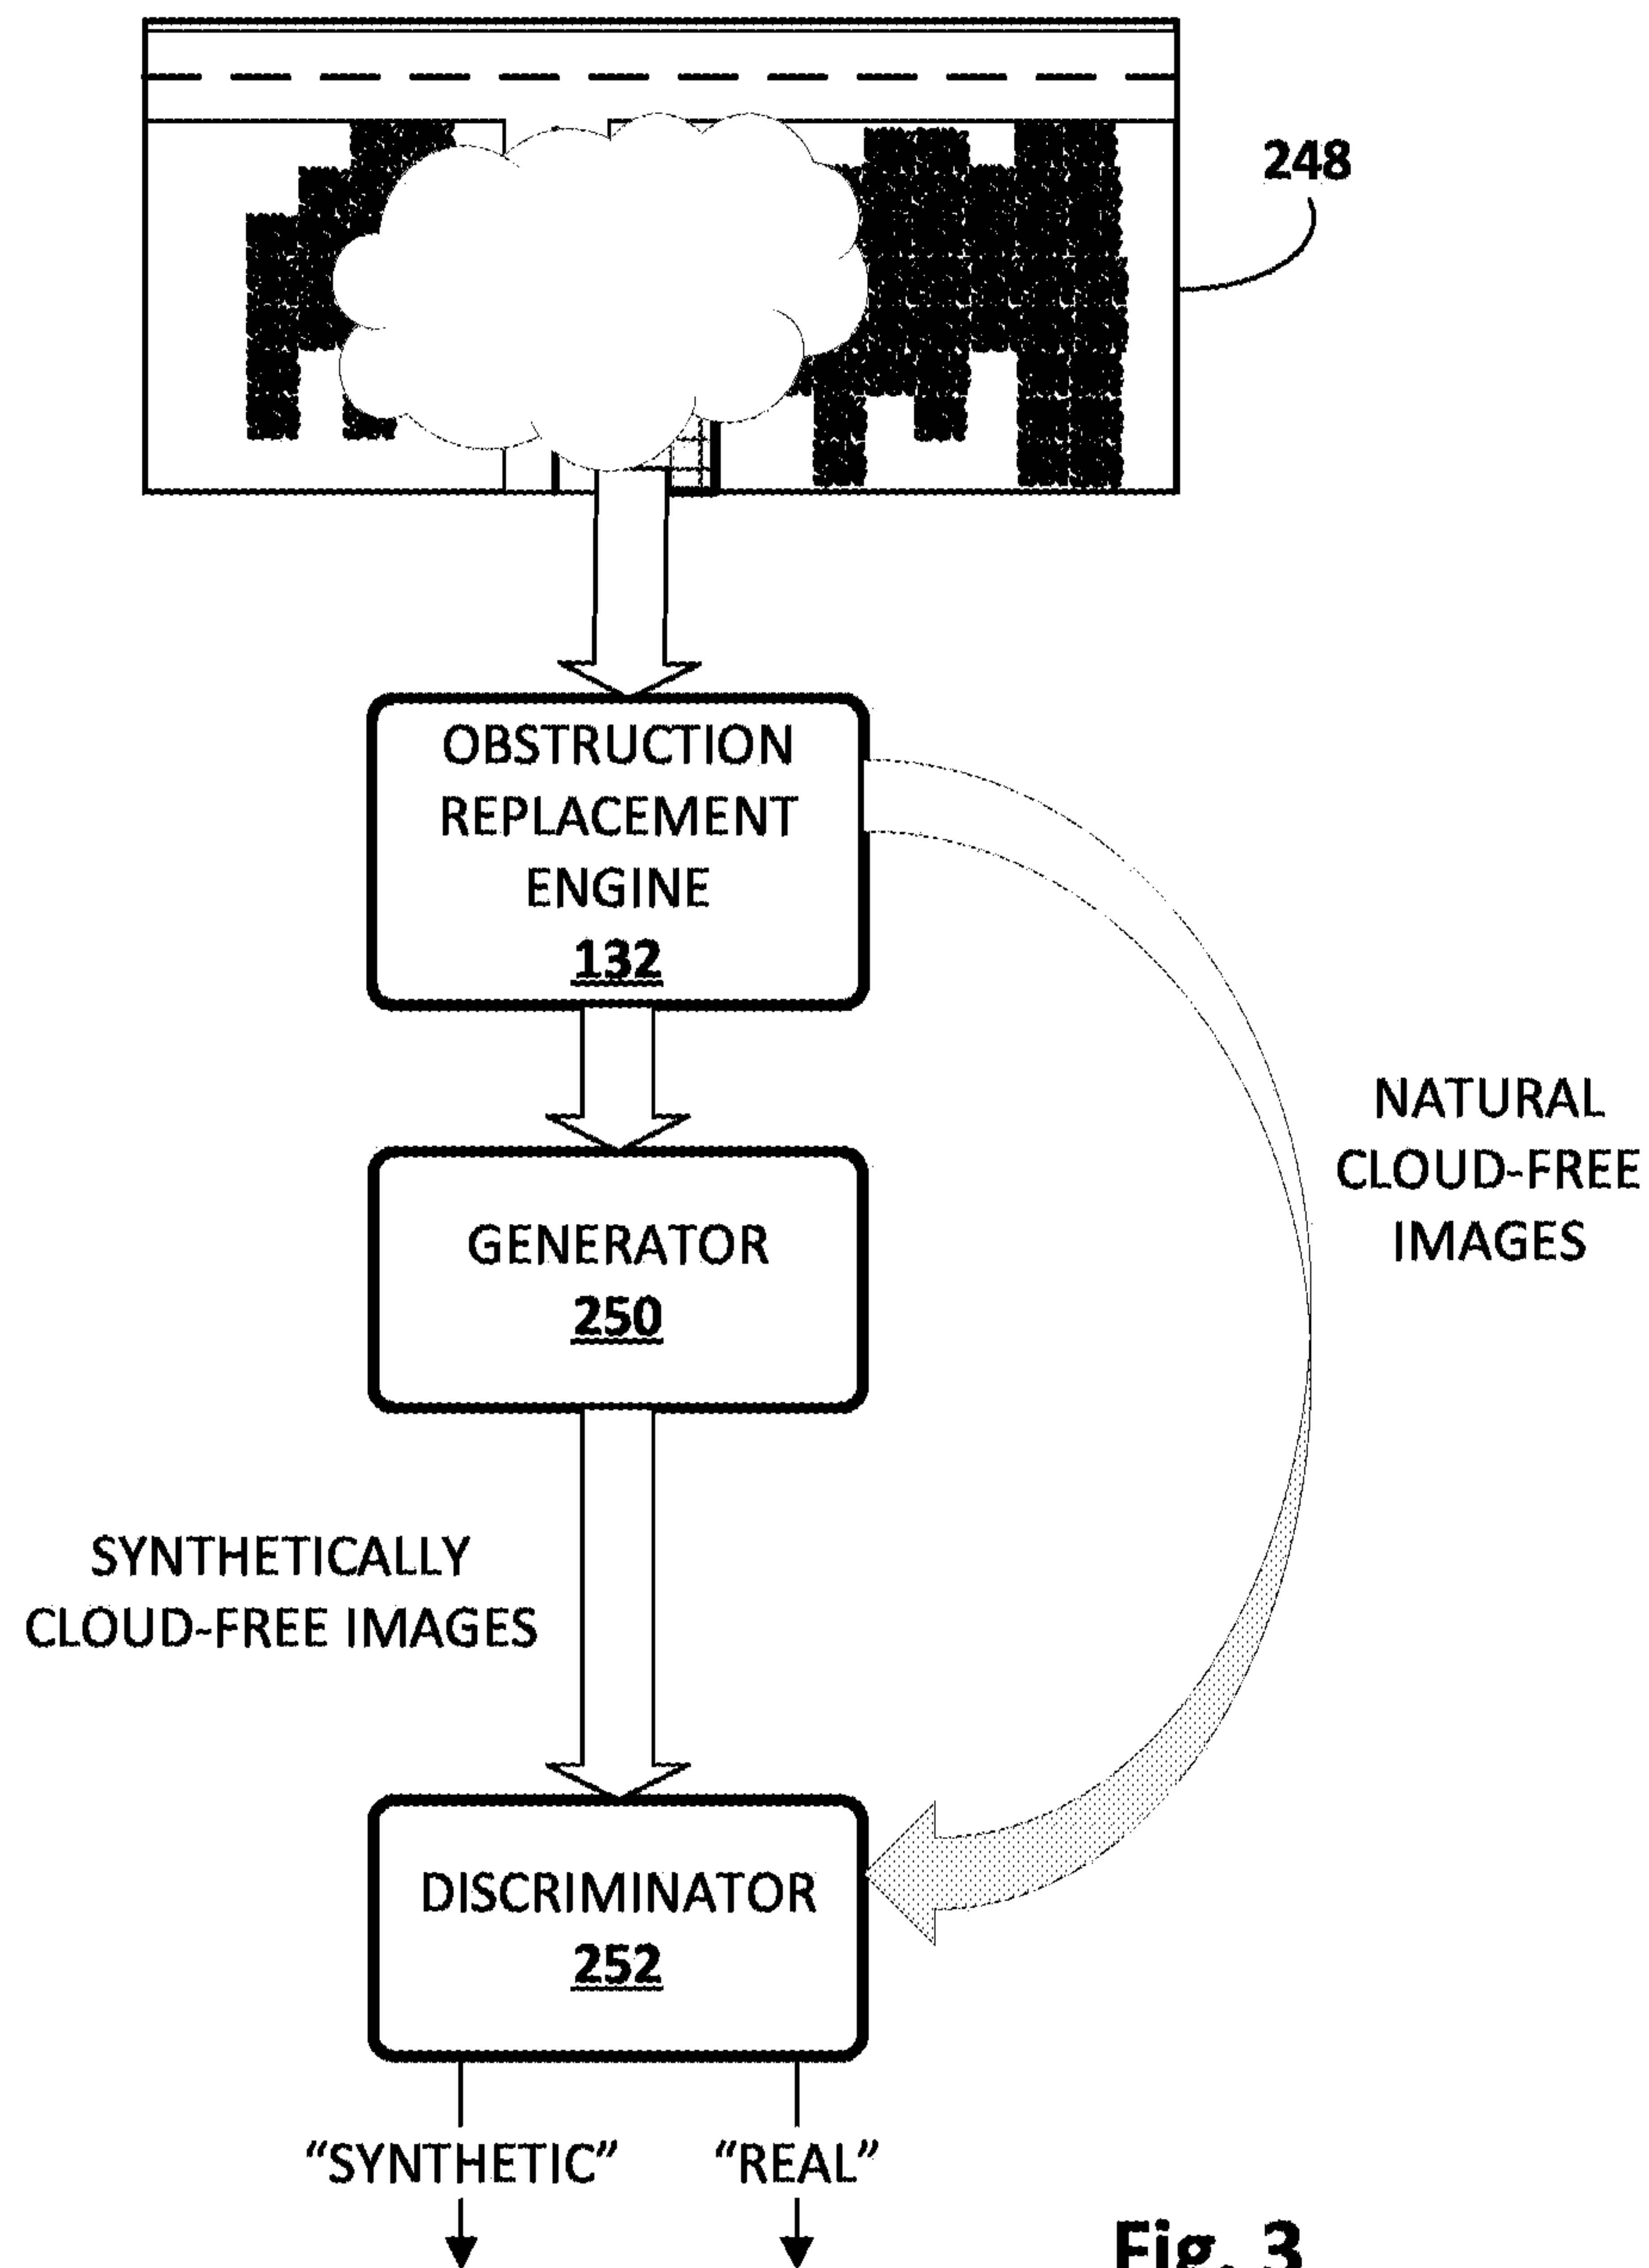 248
OBSTRUCTION
REPLACEMENT
ENGINE
132
NATURAL
CLOUD-FREE
IMAGES
GENERATOR
250
SYNTHETICALLY
CLOUD-FREE IMAGES
DISCRIMINATOR
252
“SYNTHETIC” “REAL”
Fig. 3